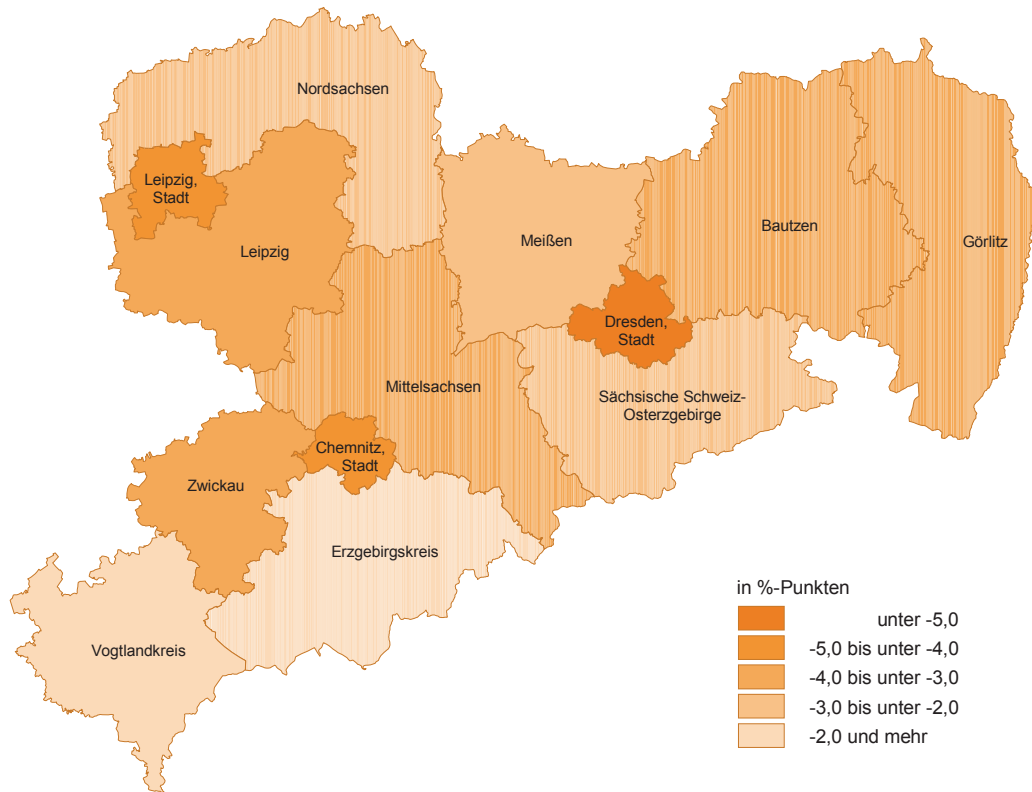 Nordsachsen
Leipzig,
Stadt
Leipzig
Meißen
Bautzen
Görlitz
Dresden,
Stadt
Mittelsachsen
Sächsische Schweiz-
Osterzgebirge
Chemnitz,
Stadt
Zwickau
Erzgebirgskreis
Vogtlandkreis
in %-Punkten
unter -5,0
-5,0 bis unter -4,0
-4,0 bis unter -3,0
-3,0 bis unter -2,0
-2,0 und mehr